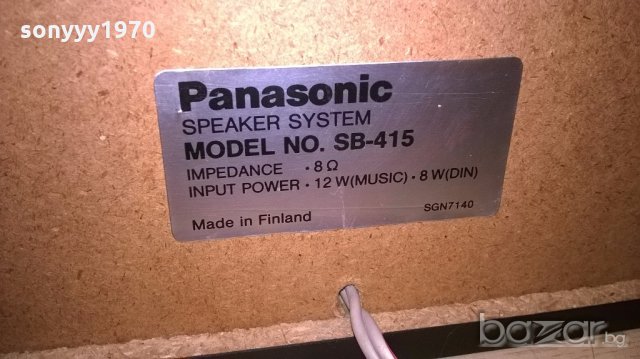 sonyyy1970
Panasonic
SPEAKER SYSTEM
MODEL NO. SB-415
IMPEDANCE · 8 Ω
INPUT POWER · 12 W(MUSIC) · 8 W(DIN)
Made in Finland SGN7140
bazar.bg